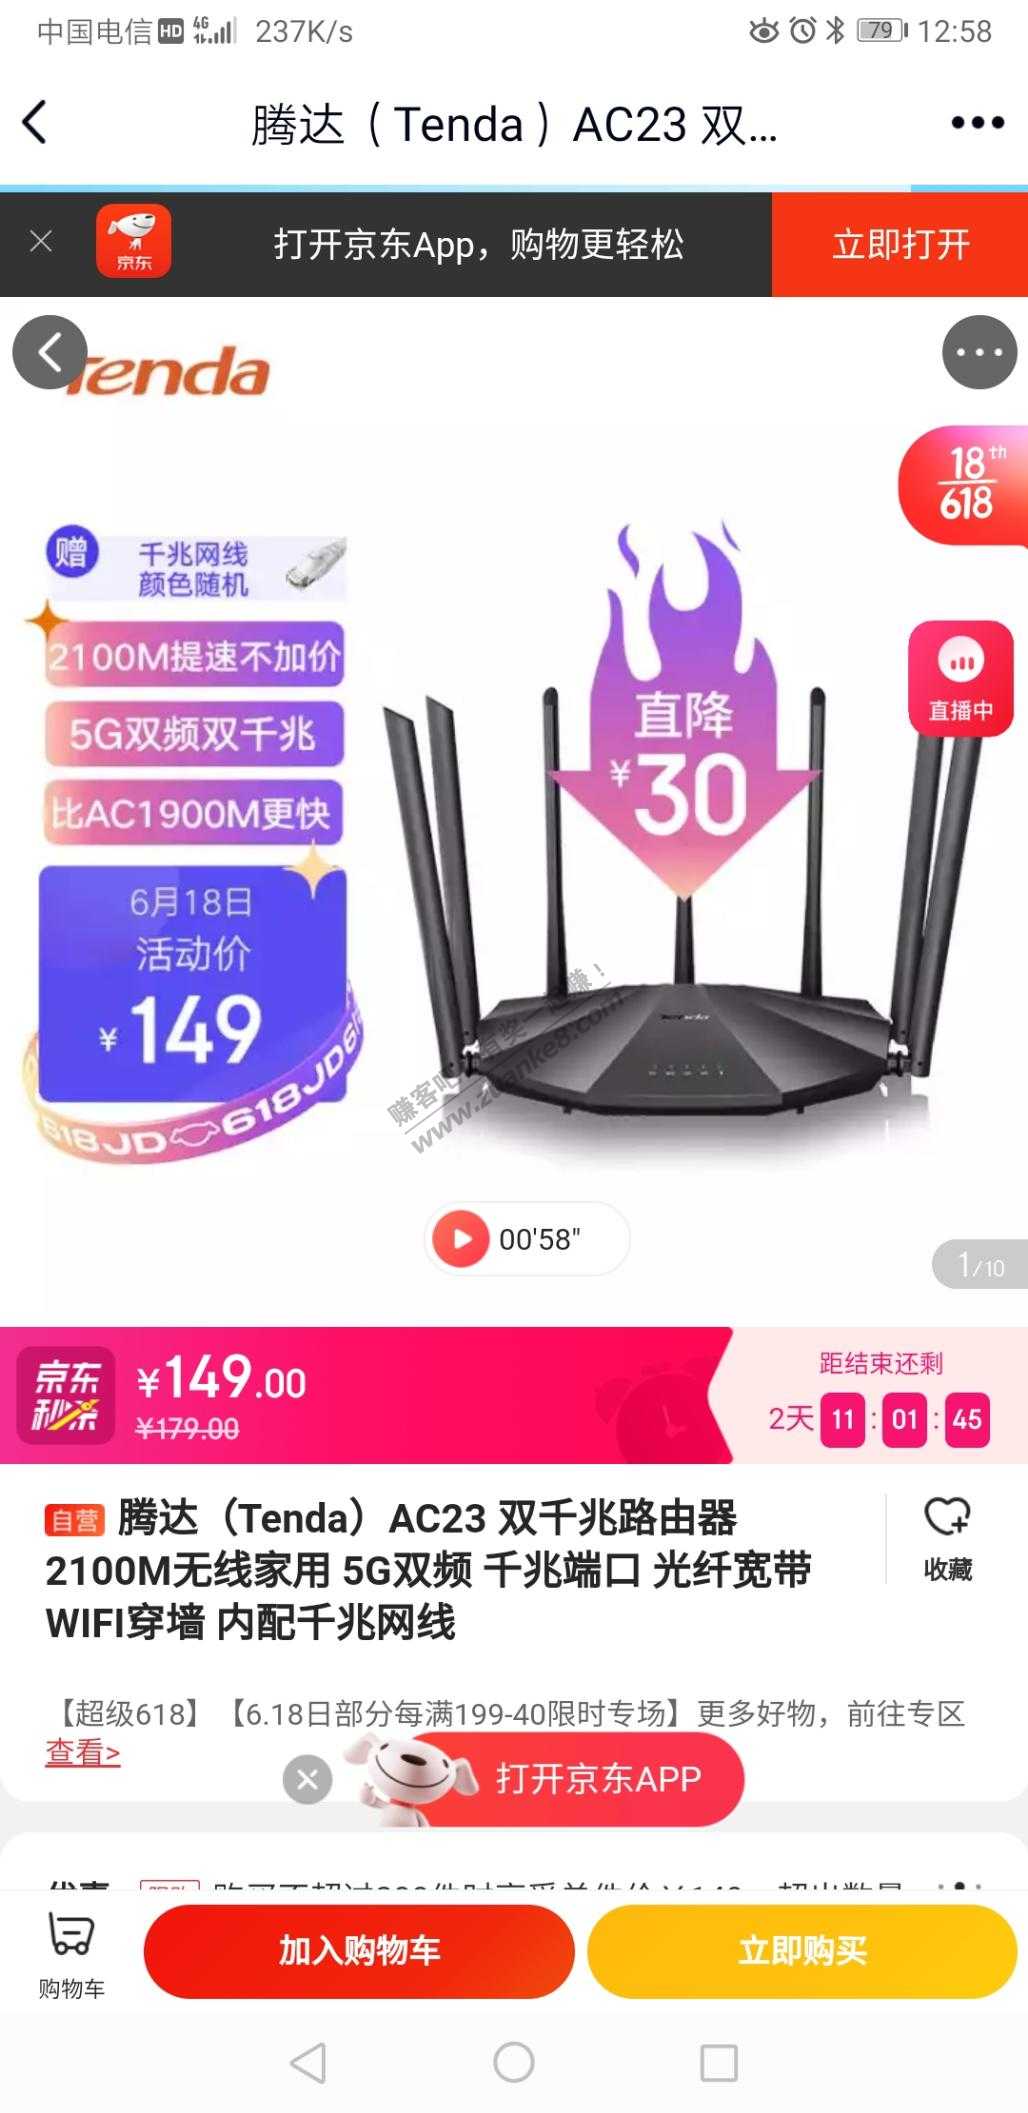 中国电信 HD 4G 237K/s 79 12:58
腾达（Tenda）AC23 双...
京东 打开京东App，购物更轻松 立即打开
Tenda
18th
618
赠 千兆网线
颜色随机
2100M提速不加价
5G双频双千兆
比AC1900M更快
直降
¥30
直播中
6月18日
活动价
¥149
618JD 618JD6
Tenda
www.zuanke8.com
00'58"
1/10
京东
秒杀
¥149.00
¥179.00
距结束还剩
2天 11:01:45
自营 腾达（Tenda）AC23 双千兆路由器
2100M无线家用 5G双频 千兆端口 光纤宽带
WIFI穿墙 内配千兆网线
收藏
【超级618】【6.18日部分每满199-40限时专场】更多好物，前往专区
查看>
打开京东APP
购物车
加入购物车
立即购买